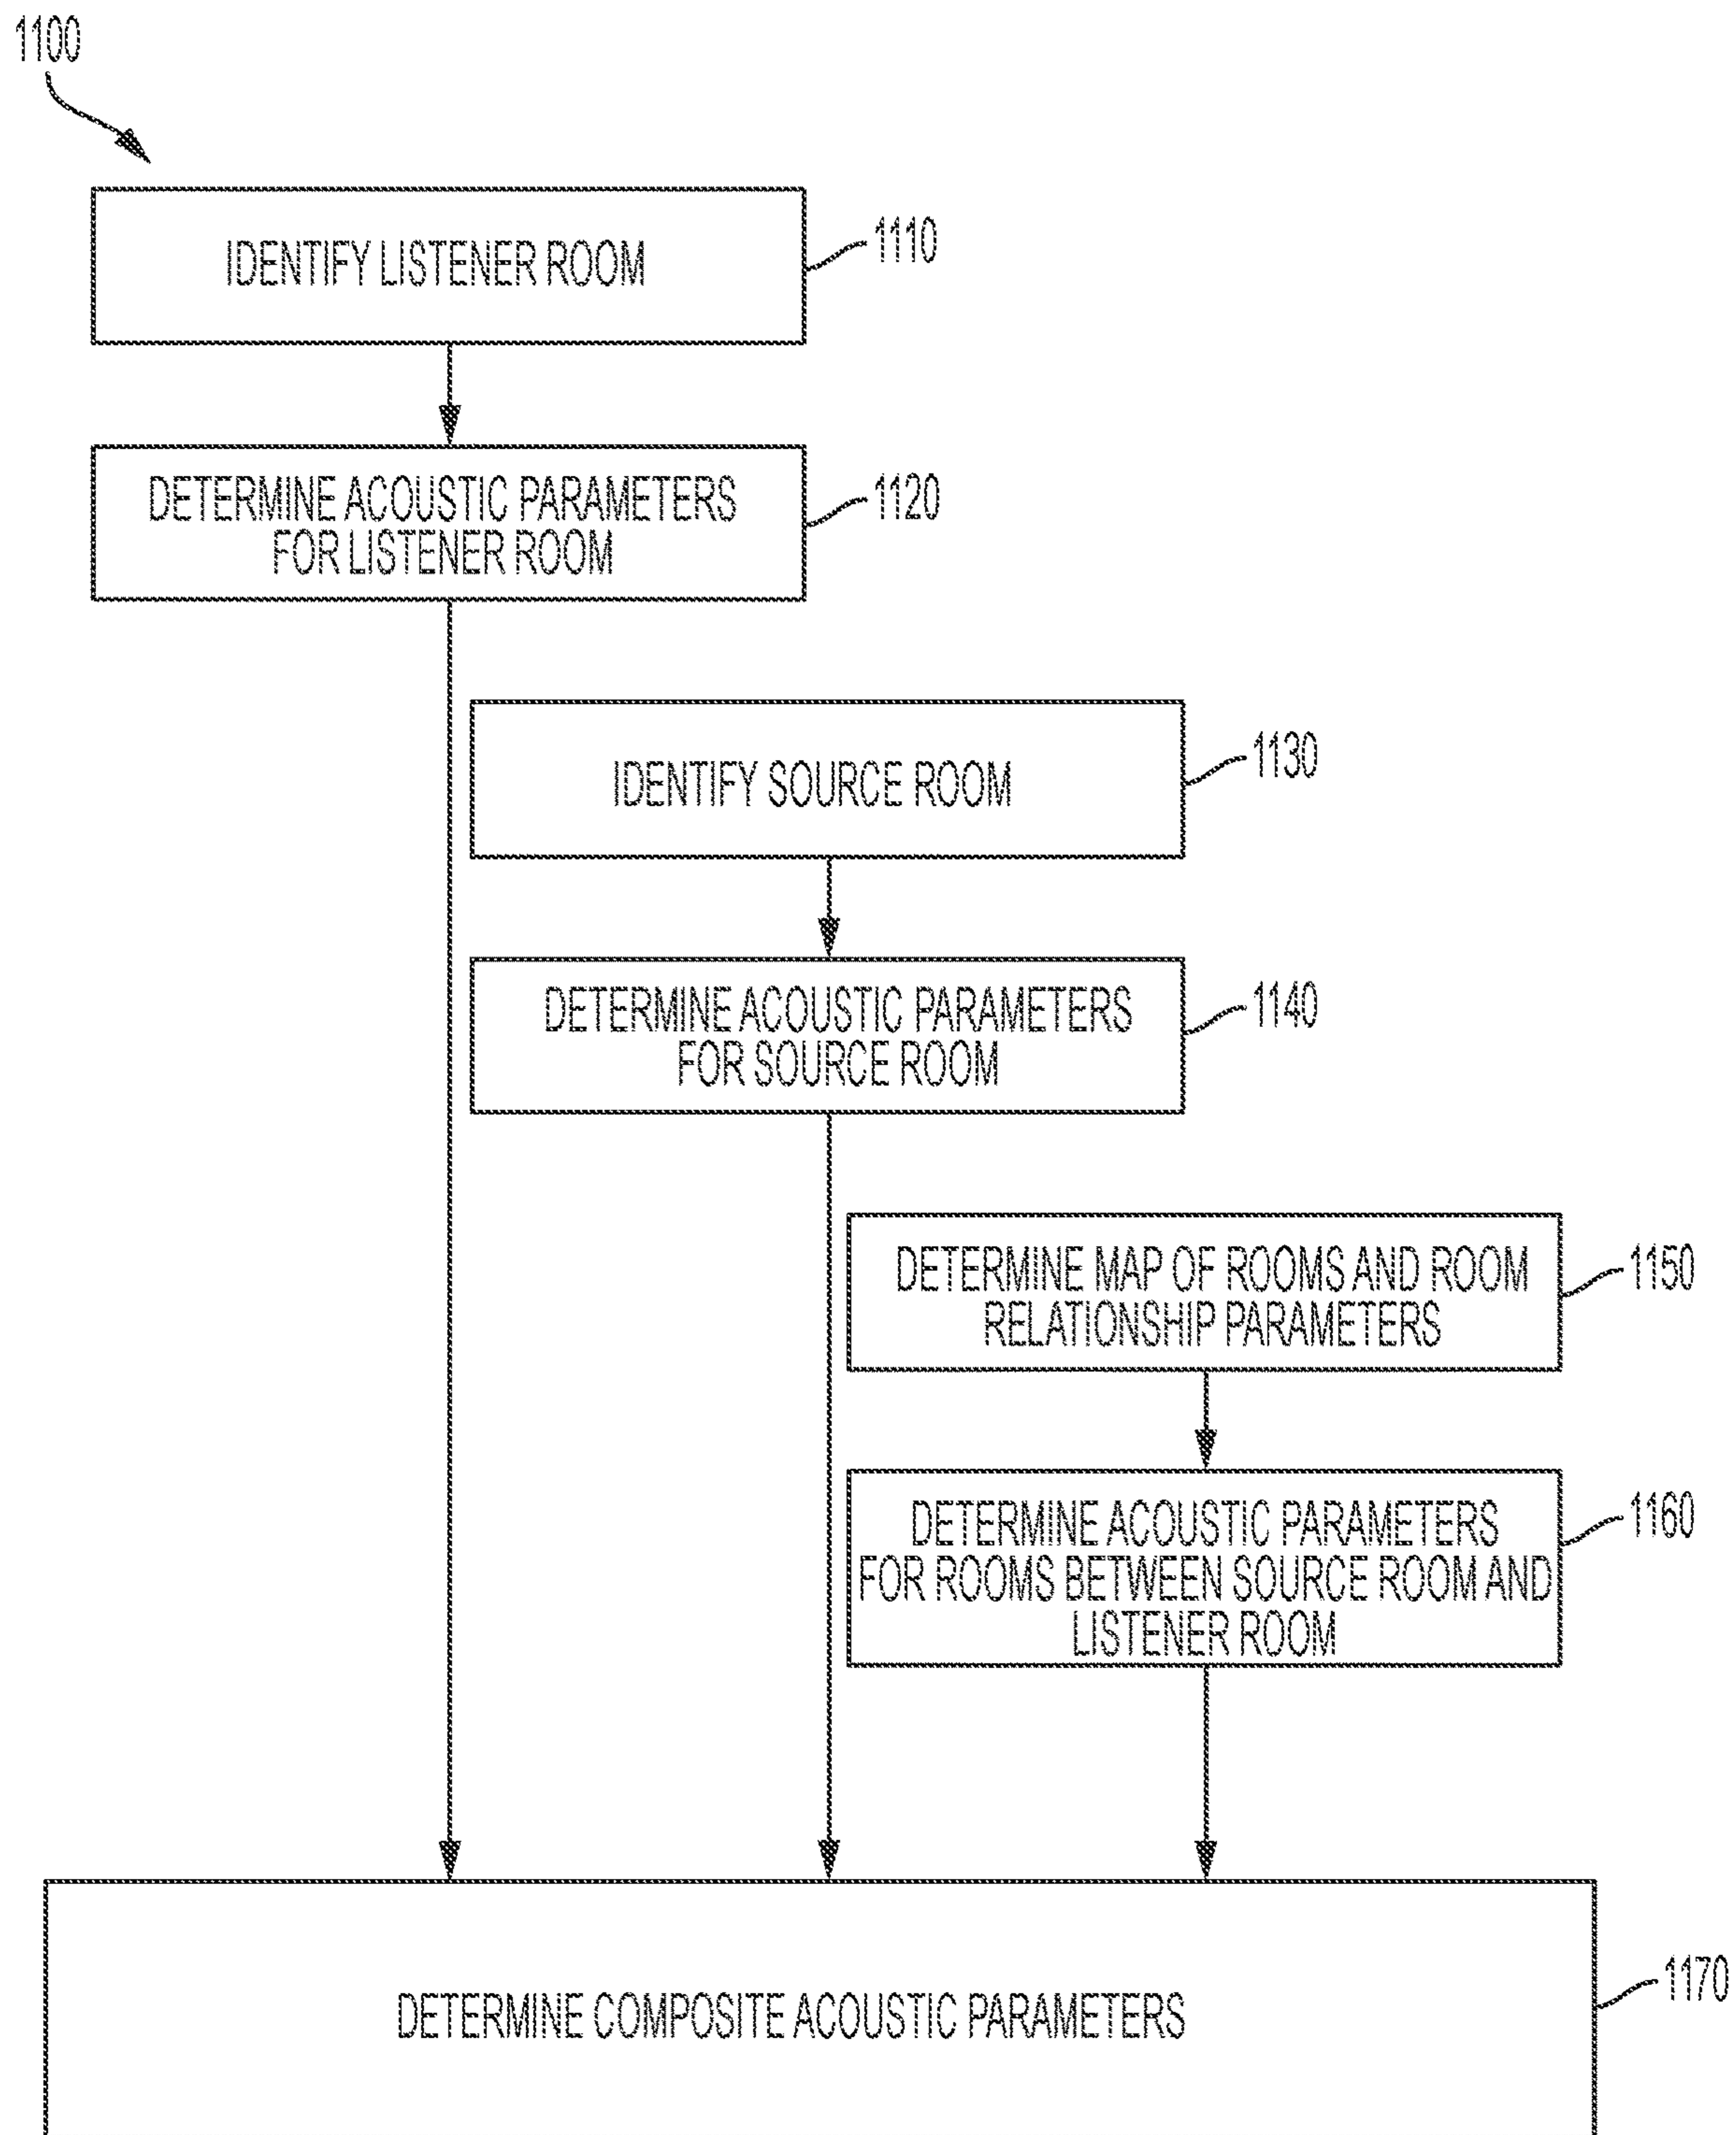 1100
IDENTIFY LISTENER ROOM
1110
DETERMINE ACOUSTIC PARAMETERS
FOR LISTENER ROOM
1120
IDENTIFY SOURCE ROOM
1130
DETERMINE ACOUSTIC PARAMETERS
FOR SOURCE ROOM
1140
DETERMINE MAP OF ROOMS AND ROOM
RELATIONSHIP PARAMETERS
1150
DETERMINE ACOUSTIC PARAMETERS
FOR ROOMS BETWEEN SOURCE ROOM AND
LISTENER ROOM
1160
DETERMINE COMPOSITE ACOUSTIC PARAMETERS
1170